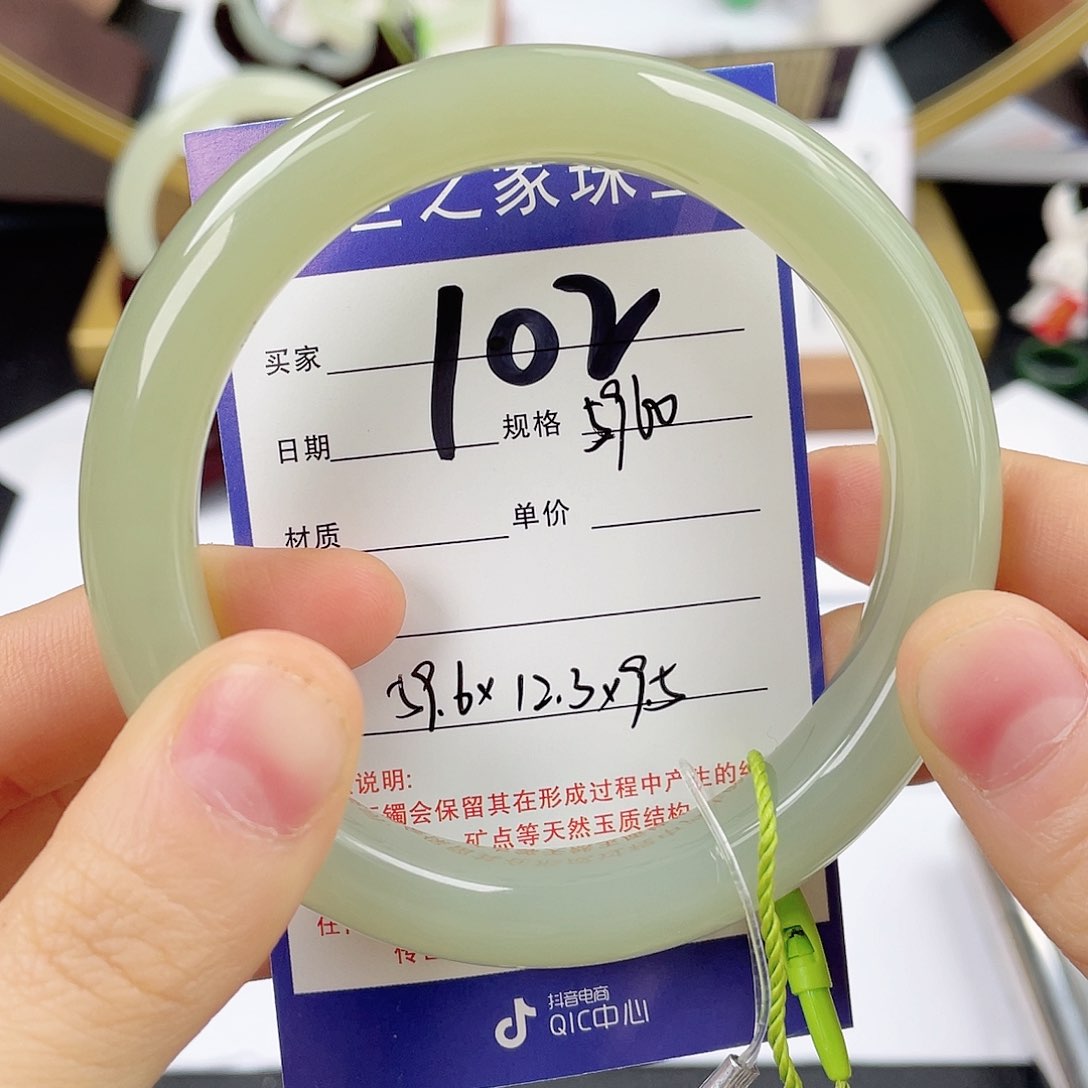 之家珠
102
买家
日期 规格 59/60
材质 单价
59.6×12.3×9.5
说明:
镯会保留其在形成过程中产生的
矿点等天然玉质结构
任
抖音电商
QIC中心